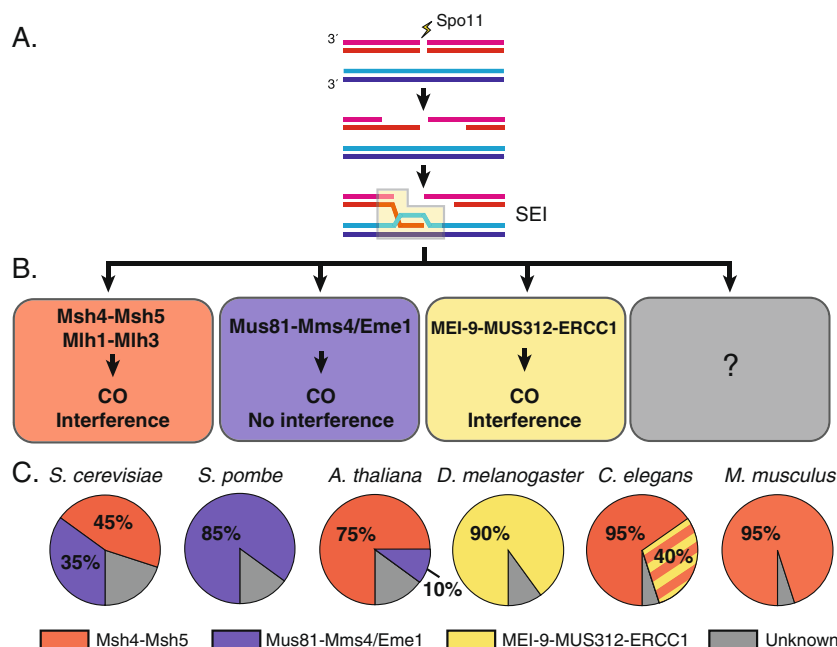 A.
Spo11
3´
3´
SEI
B.
Msh4-Msh5
Mlh1-Mlh3
CO
Interference
Mus81-Mms4/Eme1
CO
No interference
MEI-9-MUS312-ERCC1
CO
Interference
?
C.
S. cerevisiae
S. pombe
A. thaliana
D. melanogaster
C. elegans
M. musculus
45%
35%
85%
75%
10%
90%
95%
40%
95%
Msh4-Msh5
Mus81-Mms4/Eme1
MEI-9-MUS312-ERCC1
Unknown